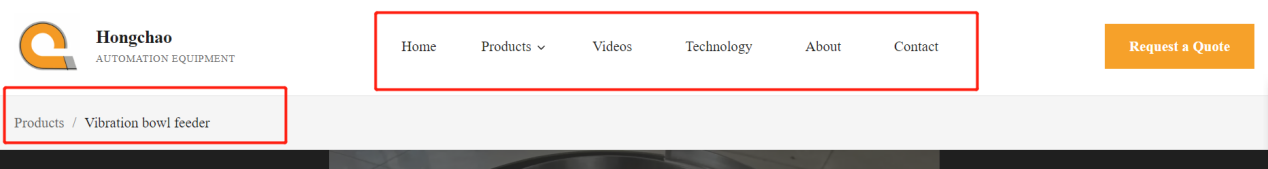 Hongchao
AUTOMATION EQUIPMENT
Home Products Videos Technology About Contact
Request a Quote
Products / Vibration bowl feeder